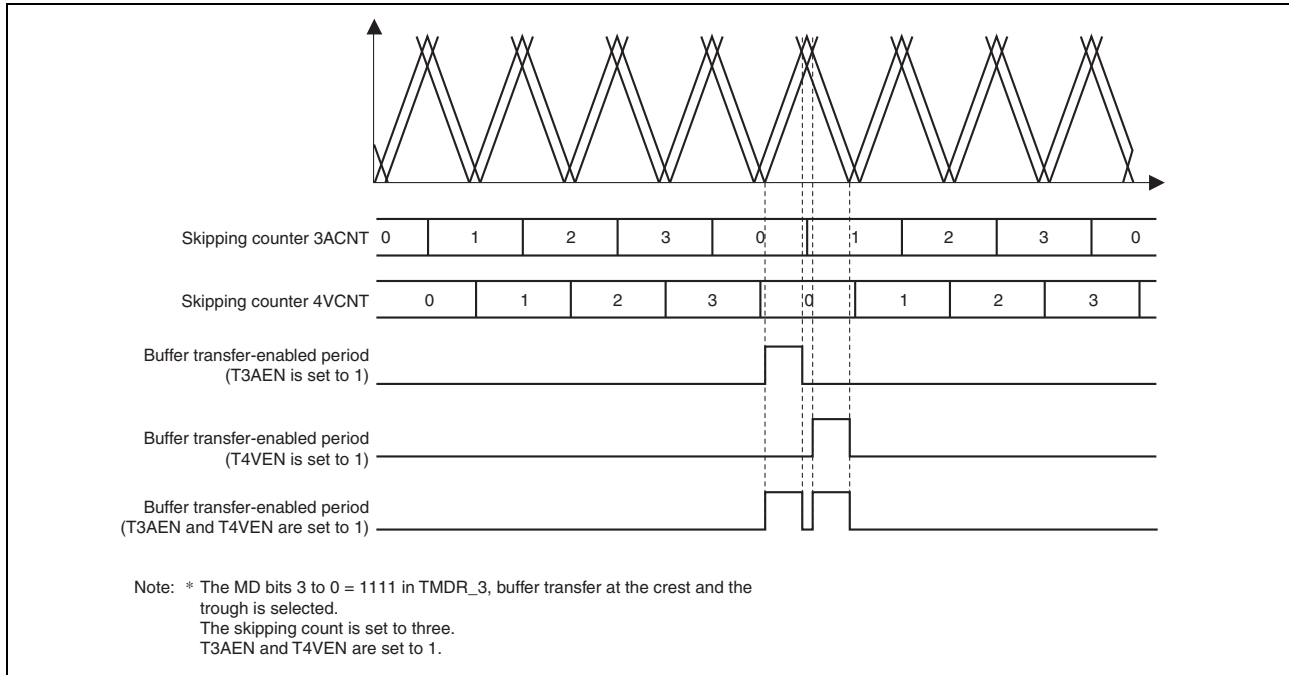 Skipping counter 3ACNT 0 1 2 3 0 1 2 3 0
Skipping counter 4VCNT 0 1 2 3 0 1 2 3
Buffer transfer-enabled period
(T3AEN is set to 1)
Buffer transfer-enabled period
(T4VEN is set to 1)
Buffer transfer-enabled period
(T3AEN and T4VEN are set to 1)
Note: * The MD bits 3 to 0 = 1111 in TMDR_3, buffer transfer at the crest and the
trough is selected.
The skipping count is set to three.
T3AEN and T4VEN are set to 1.